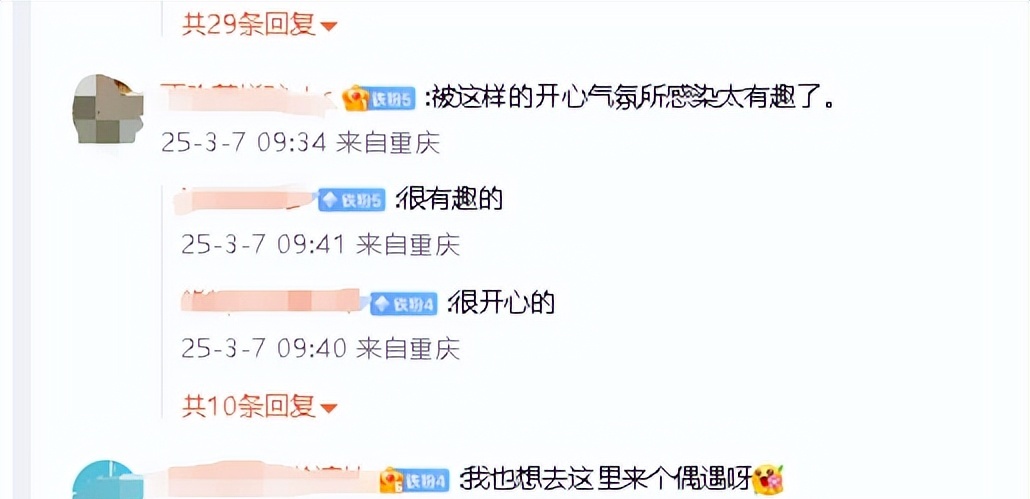 共29条回复
铁粉5 :被这样的开心气氛所感染太有趣了。
25-3-7 09:34 来自重庆
铁粉5 :很有趣的
25-3-7 09:41 来自重庆
铁粉4 :很开心的
25-3-7 09:40 来自重庆
共10条回复
铁粉4 :我也想去这里来个偶遇呀